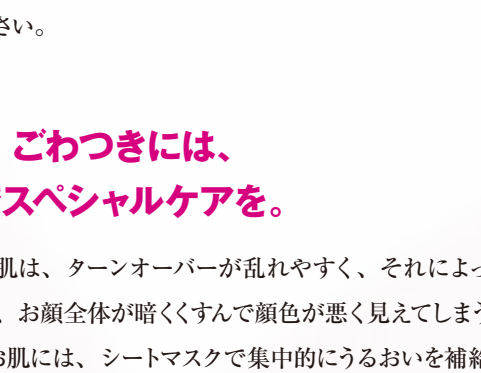 さい。
ごわつきには、
スペシャルケアを。
肌は、ターンオーバーが乱れやすく、それによっ
、お顔全体が暗くくすんで顔色が悪く見えてしま
お肌には、シートマスクで集中的にうるおいを補給